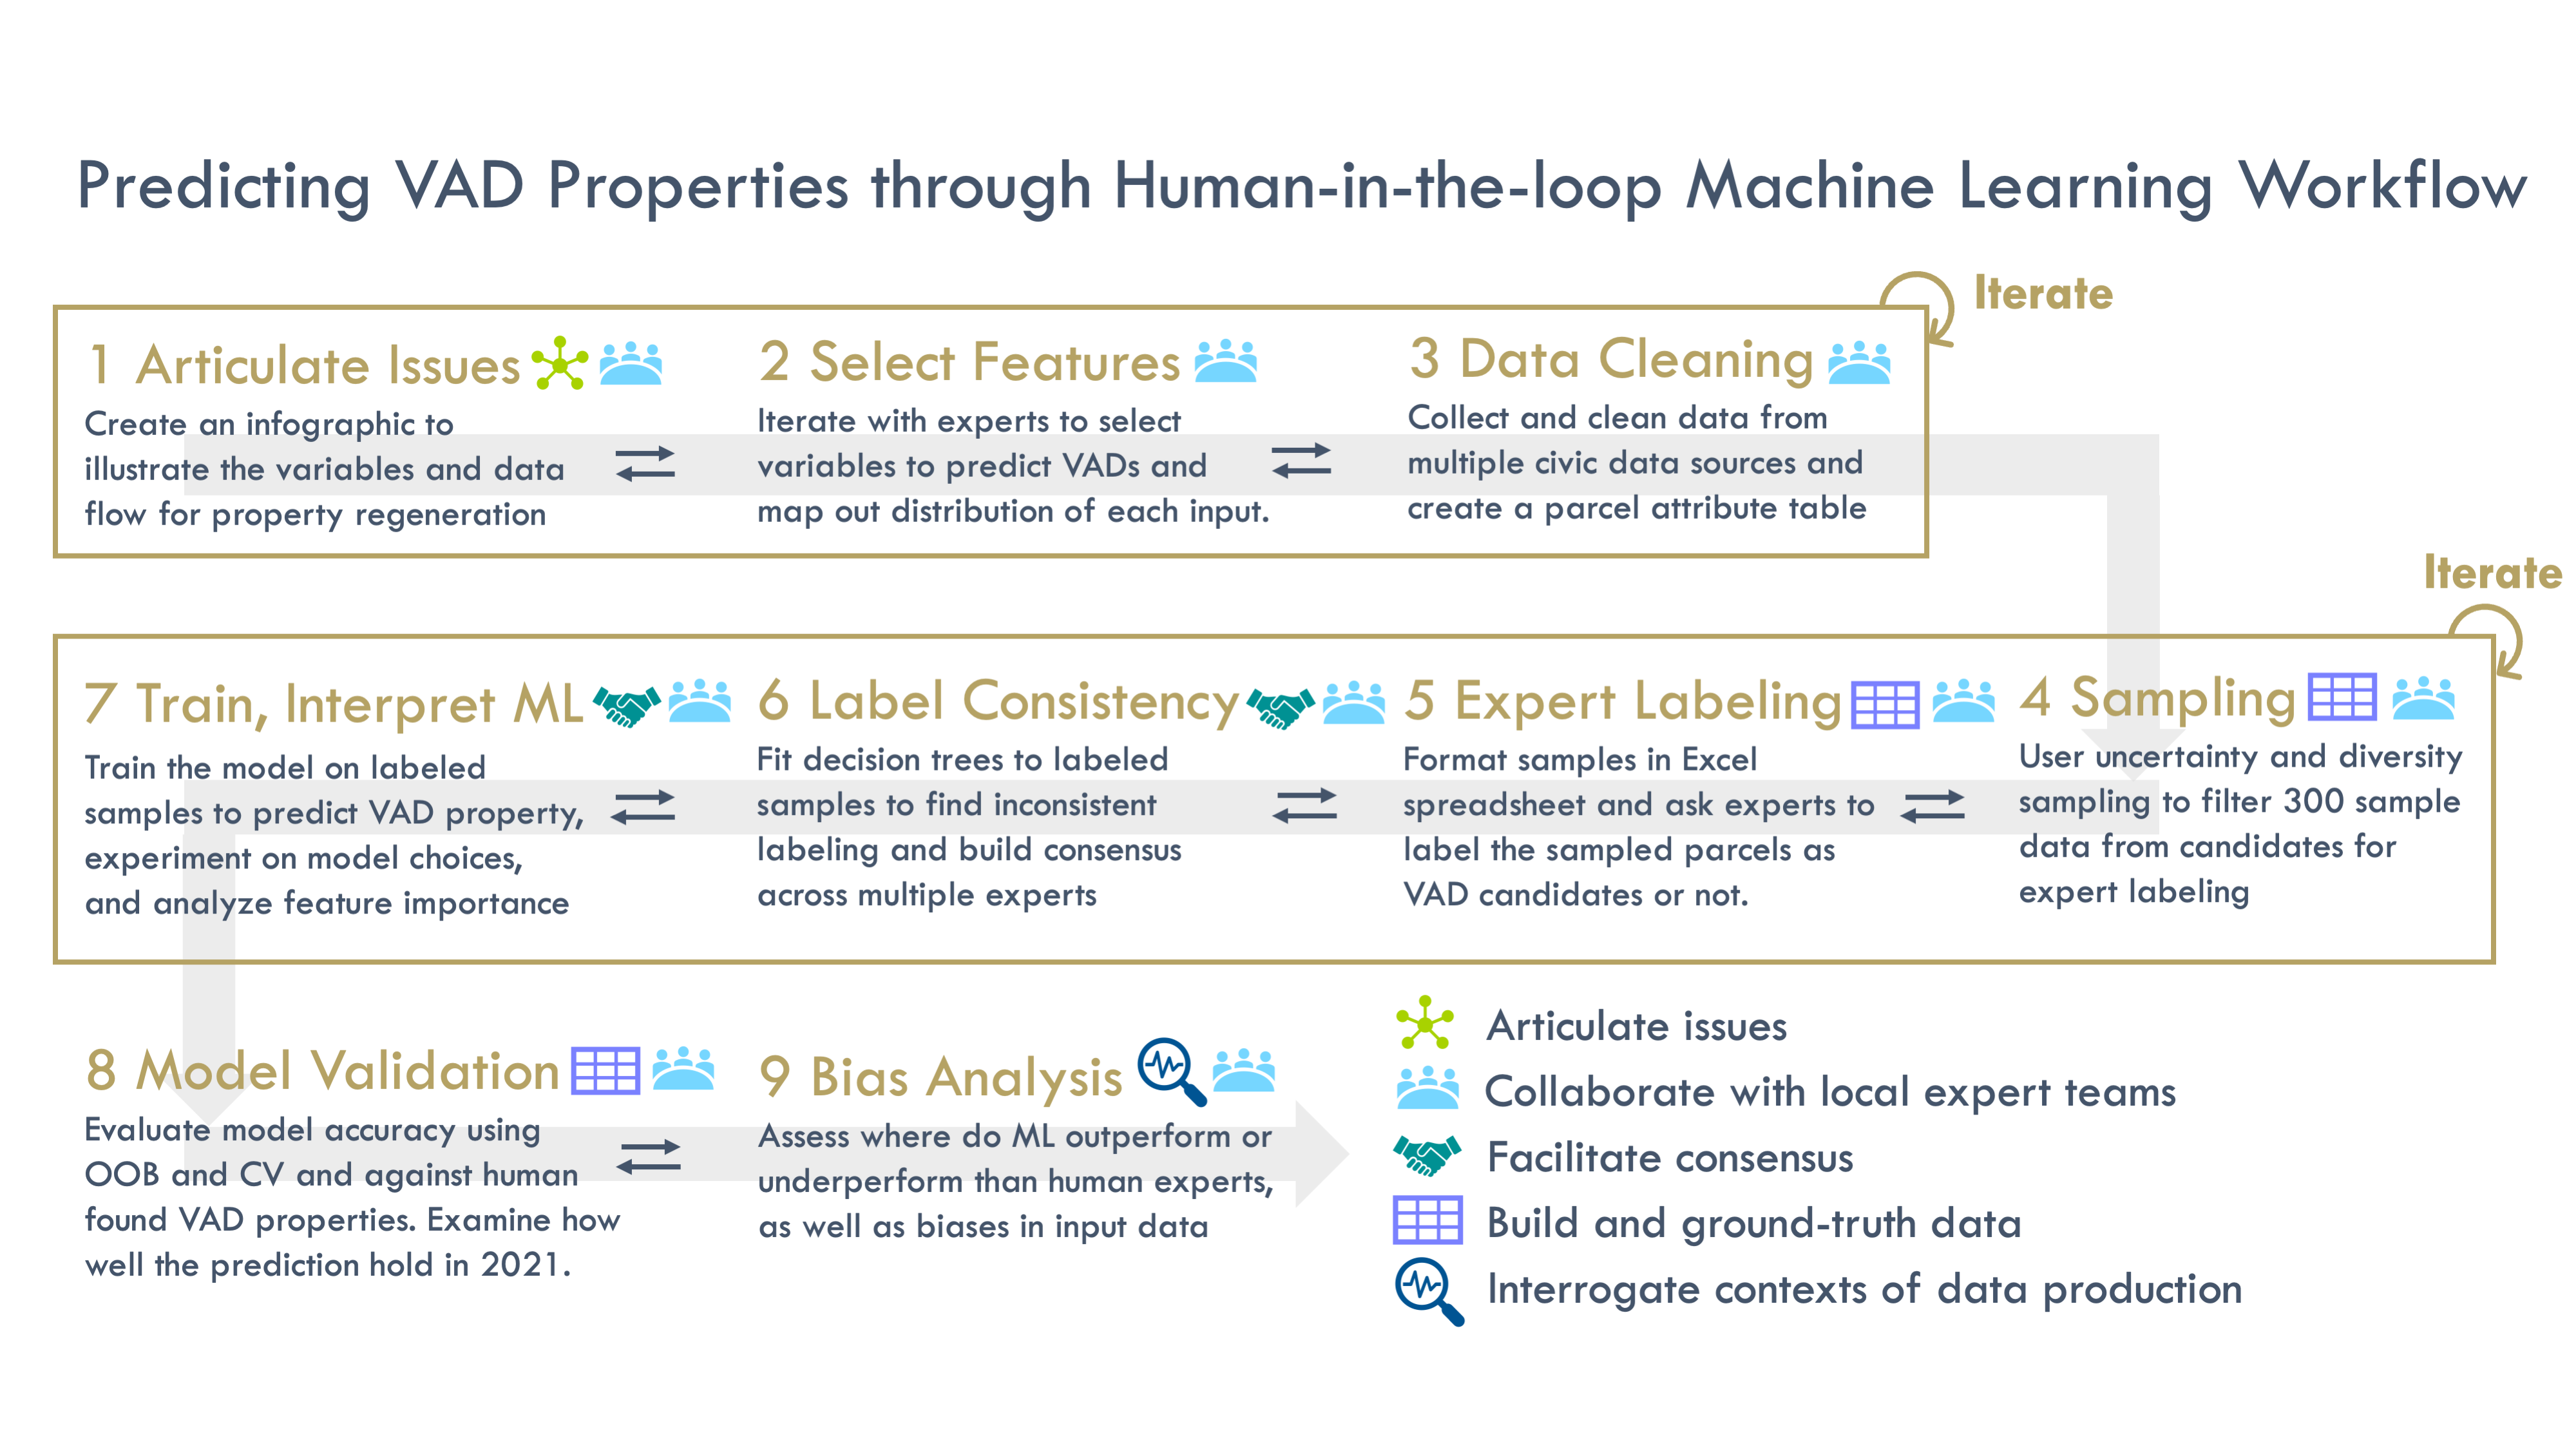 Predicting VAD Properties through Human-in-the-loop Machine Learning Workflow
Iterate
1 Articulate Issues
Create an infographic to
illustrate the variables and data
flow for property regeneration
2 Select Features
Iterate with experts to select
variables to predict VADs and
map out distribution of each input.
3 Data Cleaning
Collect and clean data from
multiple civic data sources and
create a parcel attribute table
Iterate
7 Train, Interpret ML
Train the model on labeled
samples to predict VAD property,
experiment on model choices,
and analyze feature importance
6 Label Consistency
Fit decision trees to labeled
samples to find inconsistent
labeling and build consensus
across multiple experts
5 Expert Labeling
Format samples in Excel
spreadsheet and ask experts to
label the sampled parcels as
VAD candidates or not.
4 Sampling
User uncertainty and diversity
sampling to filter 300 sample
data from candidates for
expert labeling
8 Model Validation
Evaluate model accuracy using
OOB and CV and against human
found VAD properties. Examine how
well the prediction hold in 2021.
9 Bias Analysis
Assess where do ML outperform or
underperform than human experts,
as well as biases in input data
Articulate issues
Collaborate with local expert teams
Facilitate consensus
Build and ground-truth data
Interrogate contexts of data production